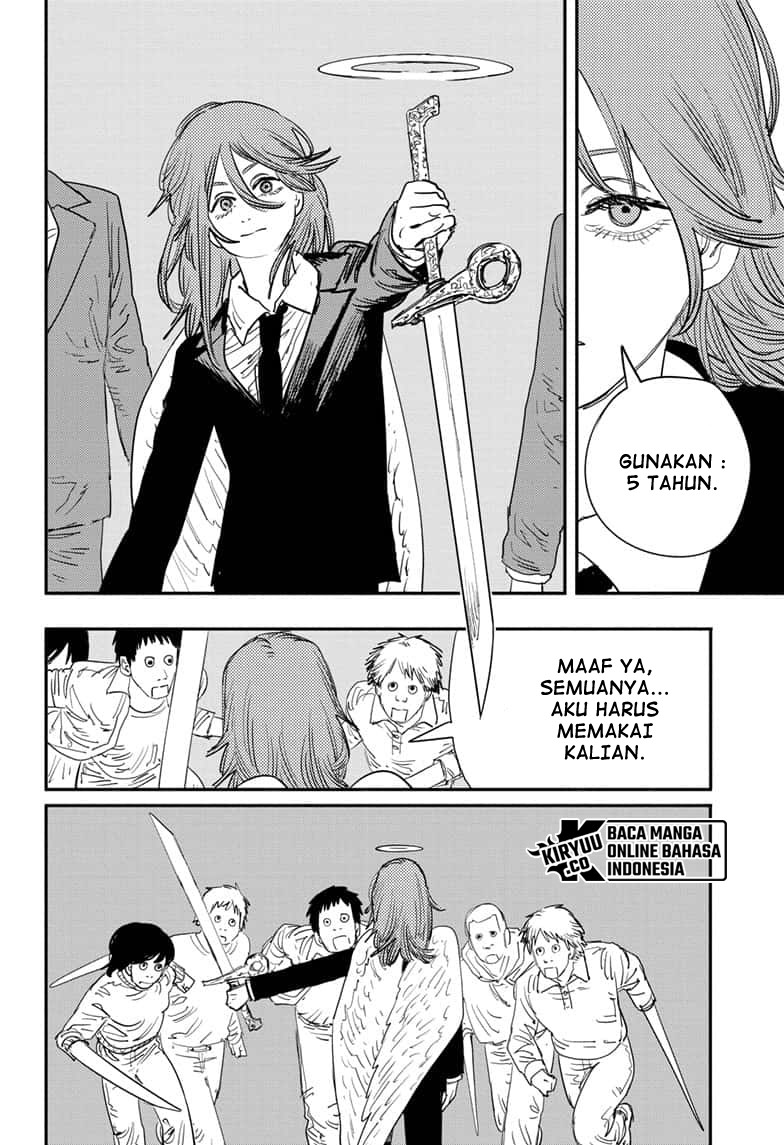 GUNAKAN :
5 TAHUN.
MAAF YA,
SEMUANYA...
AKU HARUS
MEMAKAI
KALIAN.
KIRYUU
.CO
BACA MANGA
ONLINE BAHASA
INDONESIA